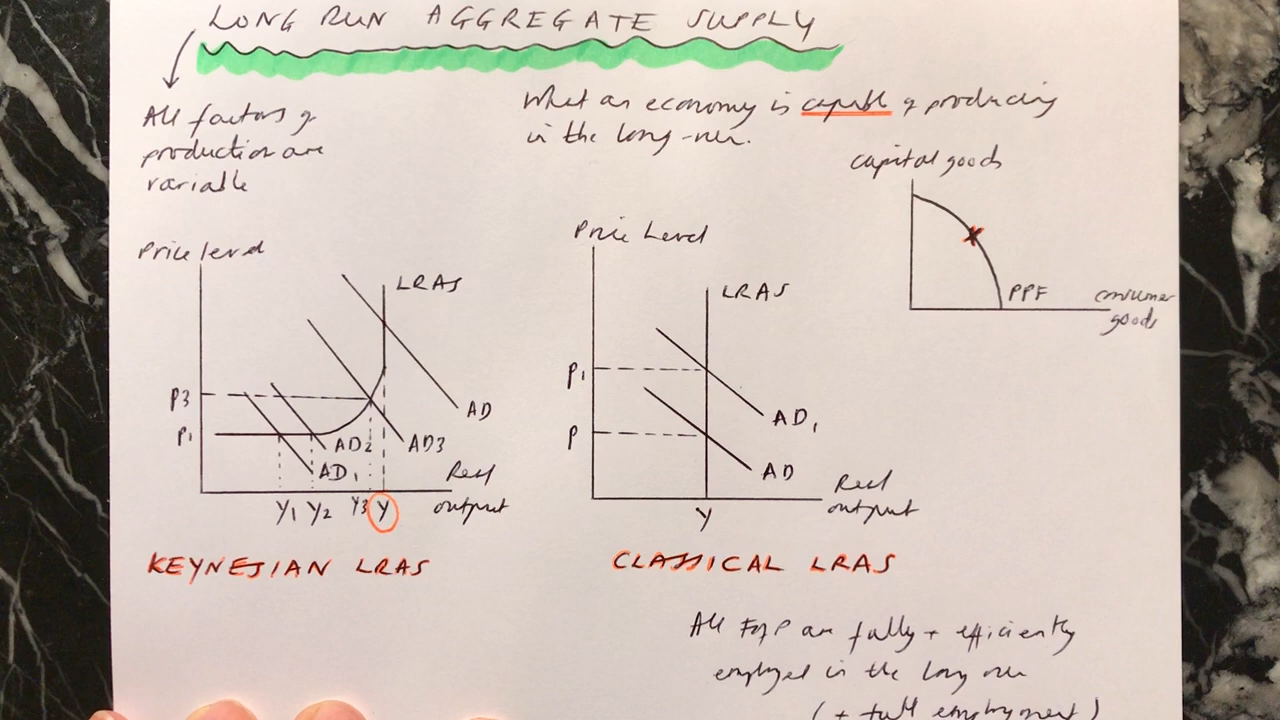 LONG RUN AGGREGATE SUPPLY
All factors of
production are
variable
What an economy is capable of producing
in the long-run.
capital goods
PPF
consumer
goods
Price level
LRAS
P3
P1
AD
AD2
AD3
AD1
Real
output
Y1 Y2 Y3 Y
KEYNESIAN LRAS
Price Level
LRAS
P1
P
AD1
AD
Real
output
Y
CLASSICAL LRAS
All FofP are fully + efficiently
employed in the long run
(+ full employment)